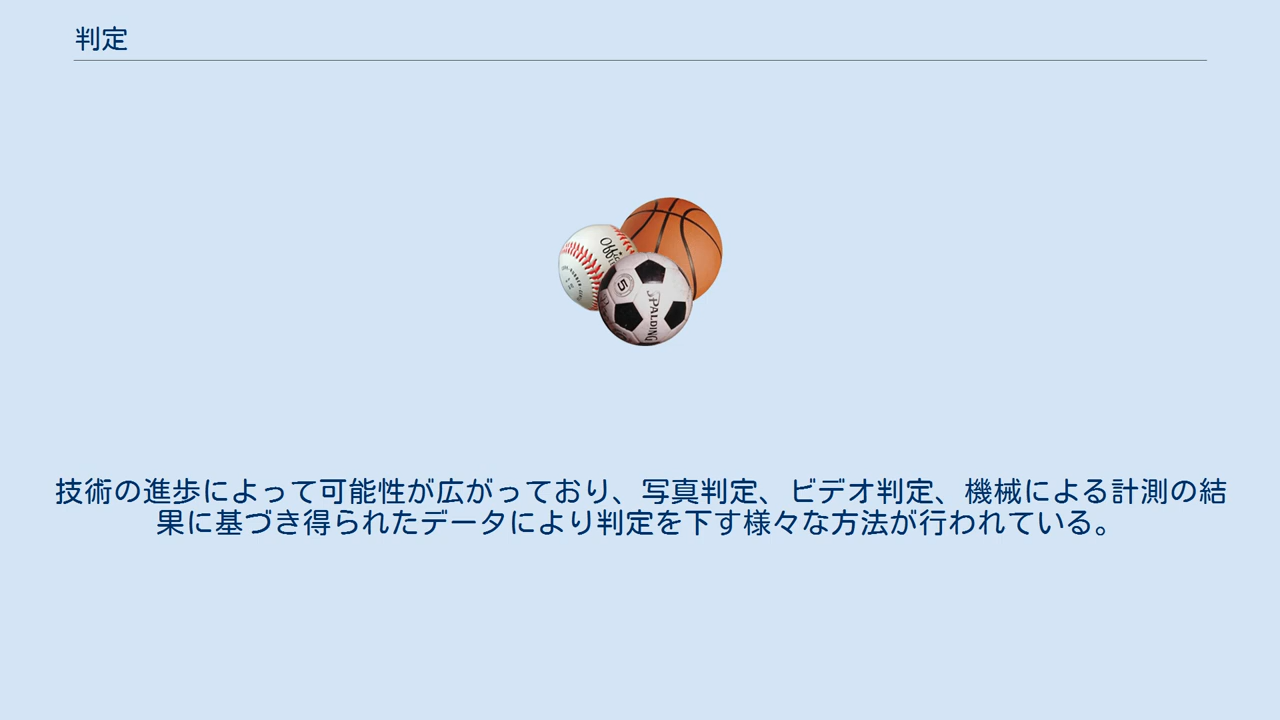 判定
Offic
5
SPALDING
技術の進歩によって可能性が広がっており、写真判定、ビデオ判定、機械による計測の結
果に基づき得られたデータにより判定を下す様々な方法が行われている。